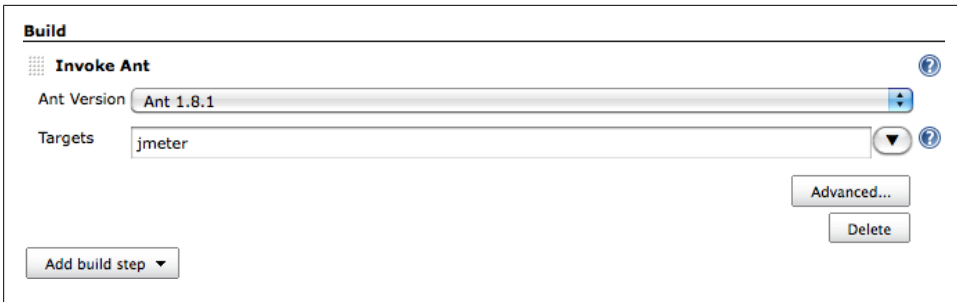 Build
Invoke Ant
Ant Version Ant 1.8.1
Targets jmeter
Advanced...
Delete
Add build step